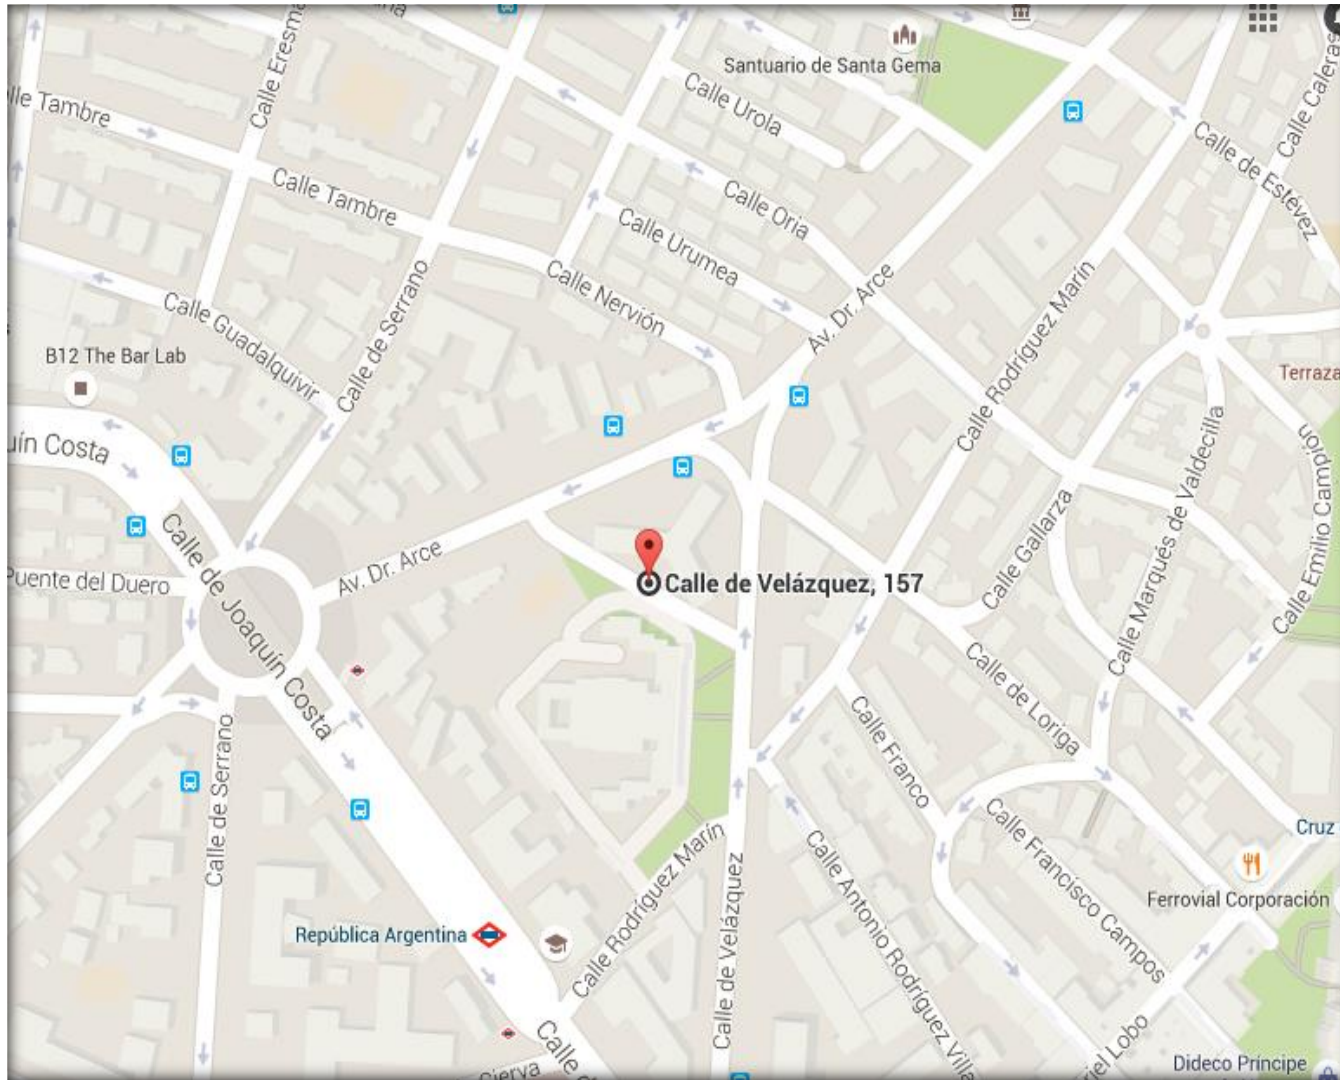 Santuario de Santa Gema
Calle Eresma
Calle Urola
Calle Caleras
lle Tambre
Calle de Estévez
Calle Tambre
Calle Oria
Calle Urumea
Calle Nervión
Calle de Serrano
Av. Dr. Arce
Calle Rodríguez Marín
Calle Guadalquivir
B12 The Bar Lab
Terraza
uín Costa
Calle de Joaquín Costa
Calle Gallarza
Calle Marqués de Valdecilla
Calle Emilio Campion
Av. Dr. Arce
Puente del Duero
Calle de Velázquez, 157
Calle de Loriga
Calle Franco
Calle de Serrano
Calle Rodríguez Marín
Calle de Velázquez
Calle Antonio Rodríguez Villa
Calle Francisco Campos
Cruz
Ferrovial Corporación
República Argentina
Calle
Cierva
riel Lobo
Dideco Príncipe